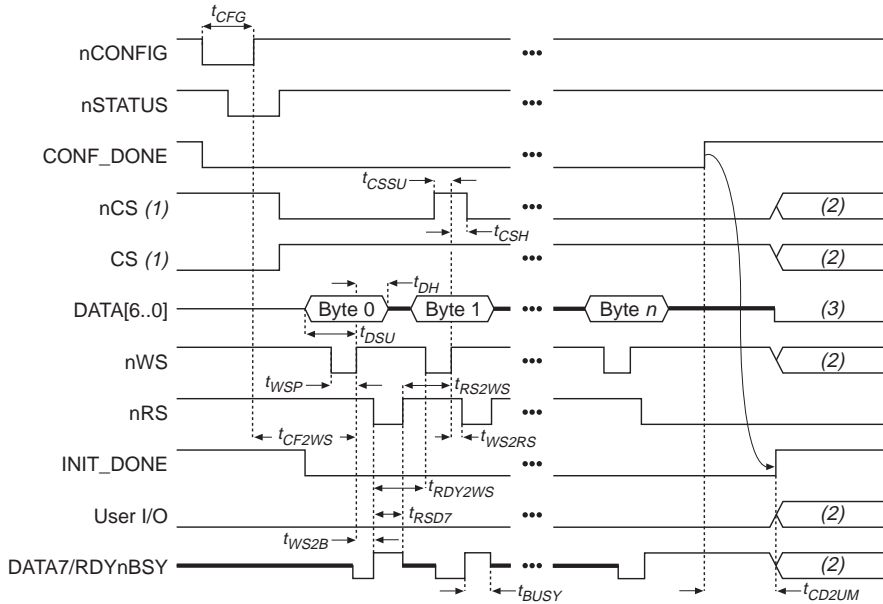 tCFG
nCONFIG
nSTATUS
CONF_DONE
tCSSU
nCS (1) (2)
tCSH
CS (1) (2)
tDH
DATA[6..0] Byte 0 Byte 1 Byte n (3)
tDSU
nWS (2)
tWSP tRS2WS
nRS
tCF2WS tWS2RS
INIT_DONE
tRDY2WS
User I/O tRSD7 (2)
tWS2B
DATA7/RDYnBSY (2)
tBUSY tCD2UM